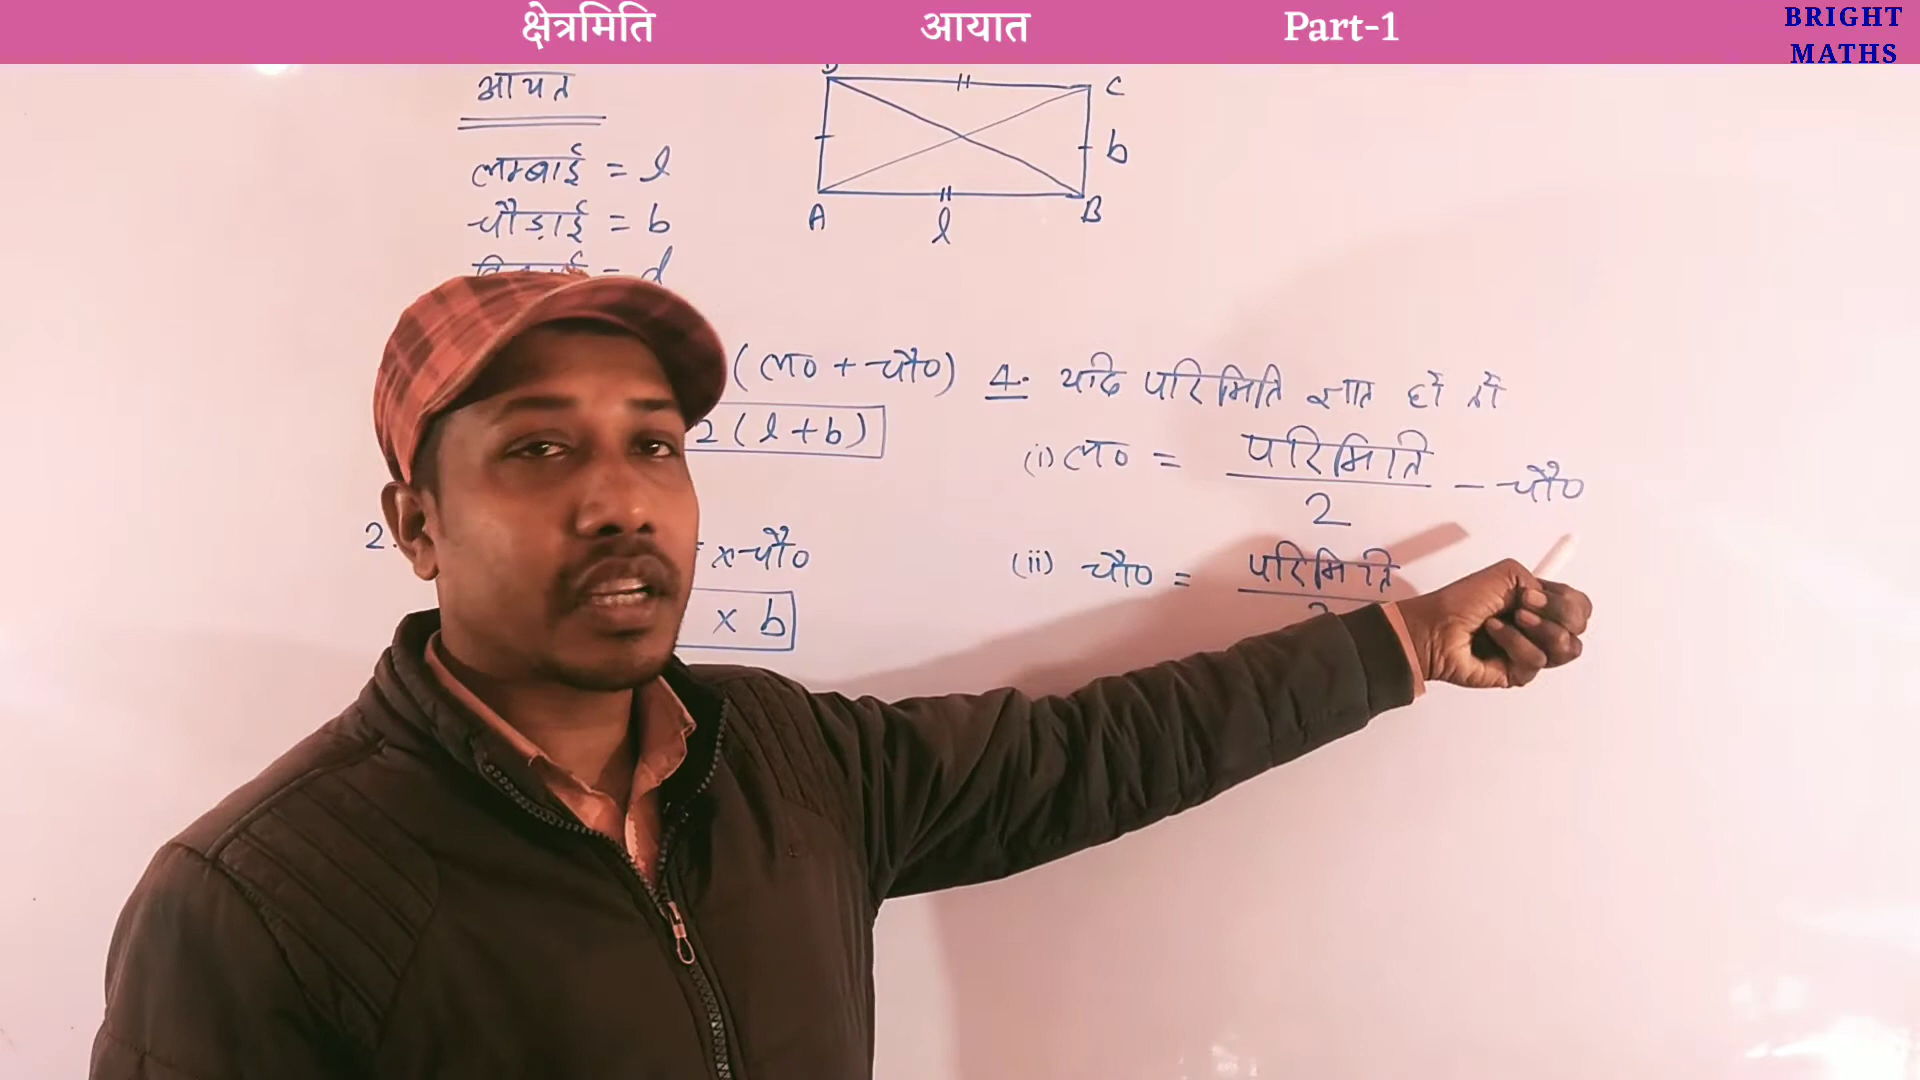 क्षेत्रमिति आयात Part-1
BRIGHT
MATHS
आयत
लम्बाई = l
चौड़ाई = b
= d
C
b
A
l
B
(ल० + चौ०)
2 (l + b)
2.
× चौ०
× b
4. यदि परिमिति ज्ञात हो तो
(i) ल० = परिमिति / 2 - चौ०
(ii) चौ० = परिमिति / 2